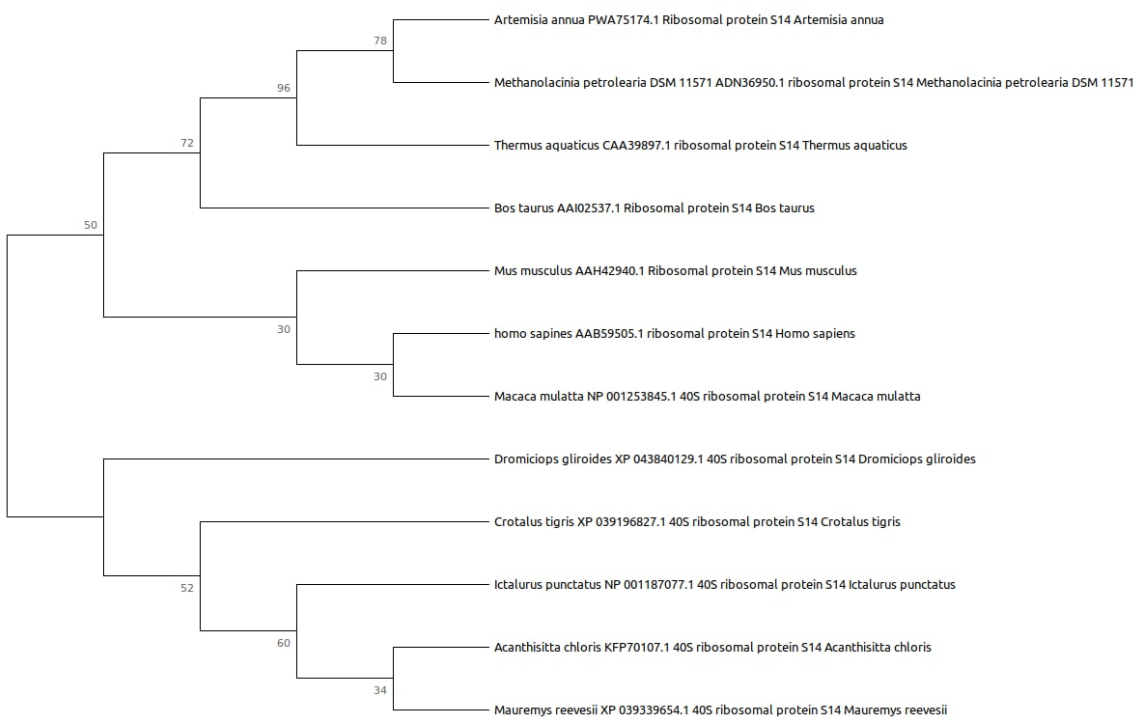 Artemisia annua PWA75174.1 Ribosomal protein S14 Artemisia annua
78
Methanolacinia petrolearia DSM 11571 ADN36950.1 ribosomal protein S14 Methanolacinia petrolearia DSM 11571
96
Thermus aquaticus CAA39897.1 ribosomal protein S14 Thermus aquaticus
72
Bos taurus AAI02537.1 Ribosomal protein S14 Bos taurus
50
Mus musculus AAH42940.1 Ribosomal protein S14 Mus musculus
30
homo sapines AAB59505.1 ribosomal protein S14 Homo sapiens
30
Macaca mulatta NP 001253845.1 40S ribosomal protein S14 Macaca mulatta
Dromiciops gliroides XP 043840129.1 40S ribosomal protein S14 Dromiciops gliroides
Crotalus tigris XP 039196827.1 40S ribosomal protein S14 Crotalus tigris
52
Ictalurus punctatus NP 001187077.1 40S ribosomal protein S14 Ictalurus punctatus
60
Acanthisitta chloris KFP70107.1 40S ribosomal protein S14 Acanthisitta chloris
34
Mauremys reevesii XP 039339654.1 40S ribosomal protein S14 Mauremys reevesii